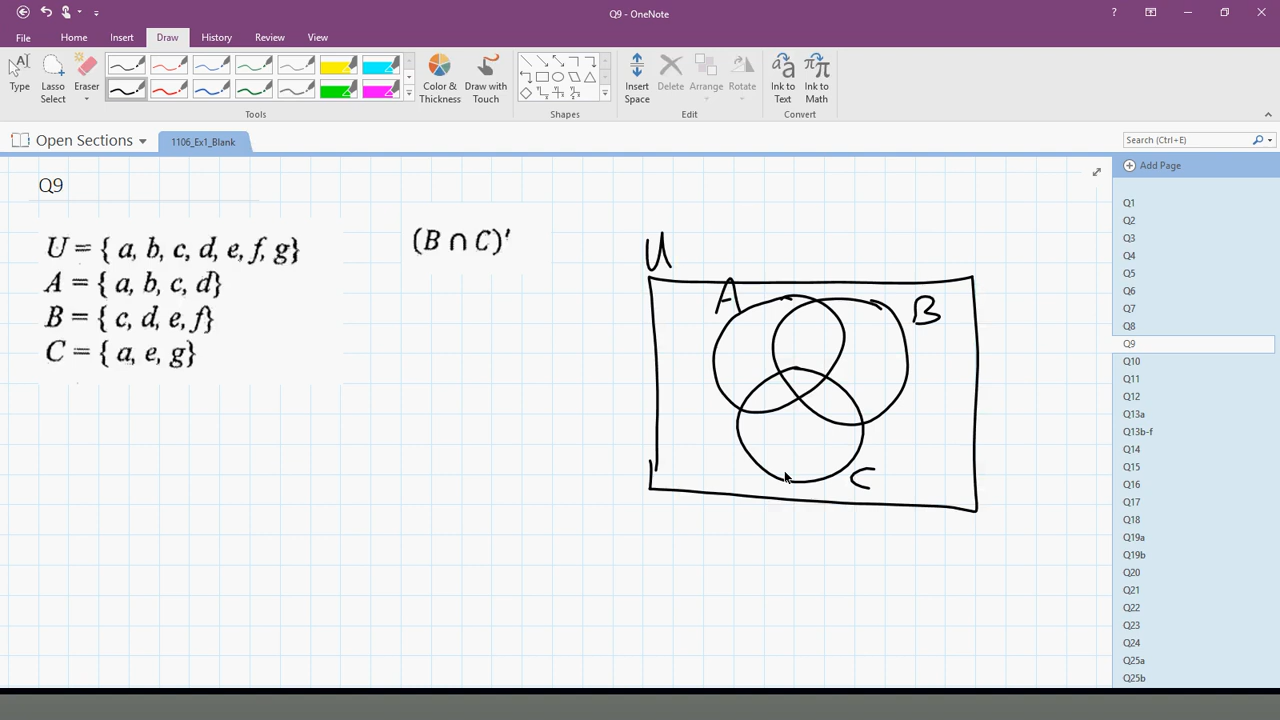 Q9 - OneNote
File Home Insert Draw History Review View
Type Lasso Select Eraser Color & Thickness Draw with Touch Insert Space Delete Arrange Rotate Ink to Text Ink to Math
Tools Shapes Edit Convert
Open Sections 1106_Ex1_Blank Search (Ctrl+E)
Add Page
Q9
U = { a, b, c, d, e, f, g}
A = { a, b, c, d}
B = { c, d, e, f}
C = { a, e, g}
(B ∩ C)'
U
A
B
C
Q1
Q2
Q3
Q4
Q5
Q6
Q7
Q8
Q9
Q10
Q11
Q12
Q13a
Q13b-f
Q14
Q15
Q16
Q17
Q18
Q19a
Q19b
Q20
Q21
Q22
Q23
Q24
Q25a
Q25b